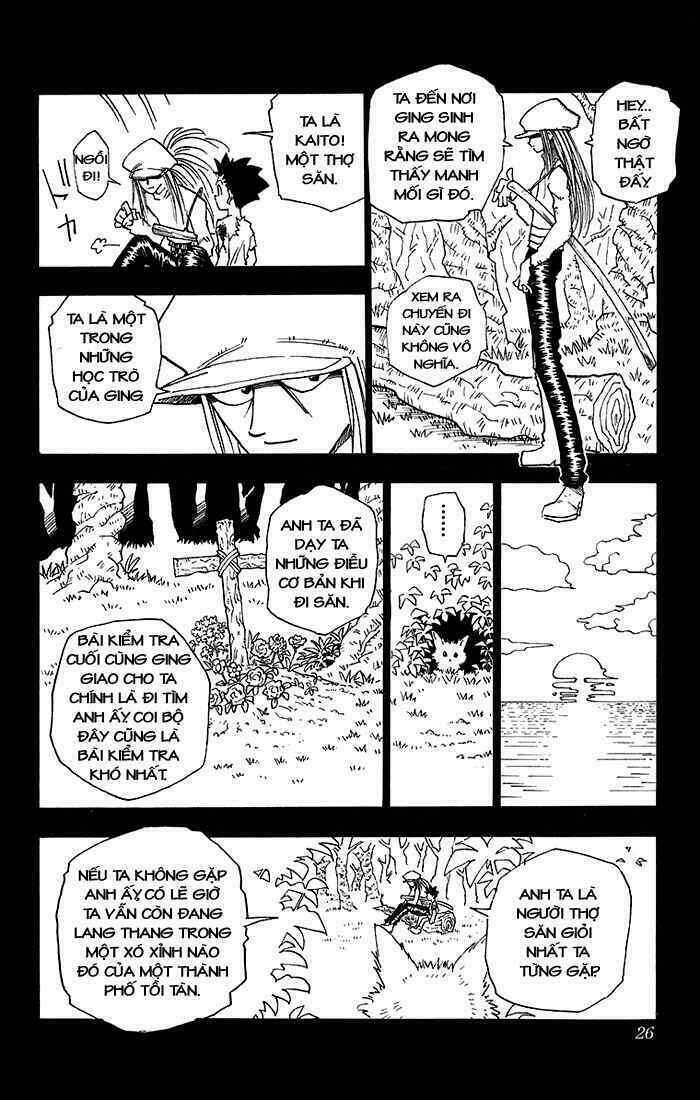 HEY...
BẤT
NGỜ
THẬT
ĐẤY.
TA ĐẾN NƠI
GING SINH
RA MONG
RẰNG SẼ TÌM
THẤY MANH
MỐI GÌ ĐÓ.
XEM RA
CHUYẾN ĐI
NÀY CŨNG
KHÔNG VÔ
NGHĨA.
TA LÀ
KAITO!
MỘT THỢ
SĂN.
NGỒI
ĐI!
ドカ
TA LÀ MỘT
TRONG
NHỮNG
HỌC TRÒ
CỦA GING
......
ANH TA ĐÃ
DẠY TA
NHỮNG ĐIỀU
CƠ BẢN KHI
ĐI SĂN.
BÀI KIỂM TRA
CUỐI CÙNG GING
GIAO CHO TA
CHÍNH LÀ ĐI TÌM
ANH ẤY, COI BỘ
ĐÂY CŨNG LÀ
BÀI KIỂM TRA
KHÓ NHẤT.
ANH TA LÀ
NGƯỜI THỢ
SĂN GIỎI
NHẤT TA
TỪNG GẶP.
NẾU TA KHÔNG GẶP
ANH ẤY, CÓ LẼ GIỜ
TA VẪN CÒN ĐANG
LANG THANG TRONG
MỘT XÓ XỈNH NÀO
ĐÓ CỦA MỘT THÀNH
PHỐ TỒI TÀN.
26